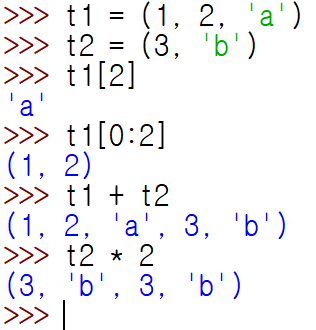 >>> t1 = (1, 2, 'a')
>>> t2 = (3, 'b')
>>> t1[2]
'a'
>>> t1[0:2]
(1, 2)
>>> t1 + t2
(1, 2, 'a', 3, 'b')
>>> t2 * 2
(3, 'b', 3, 'b')
>>>